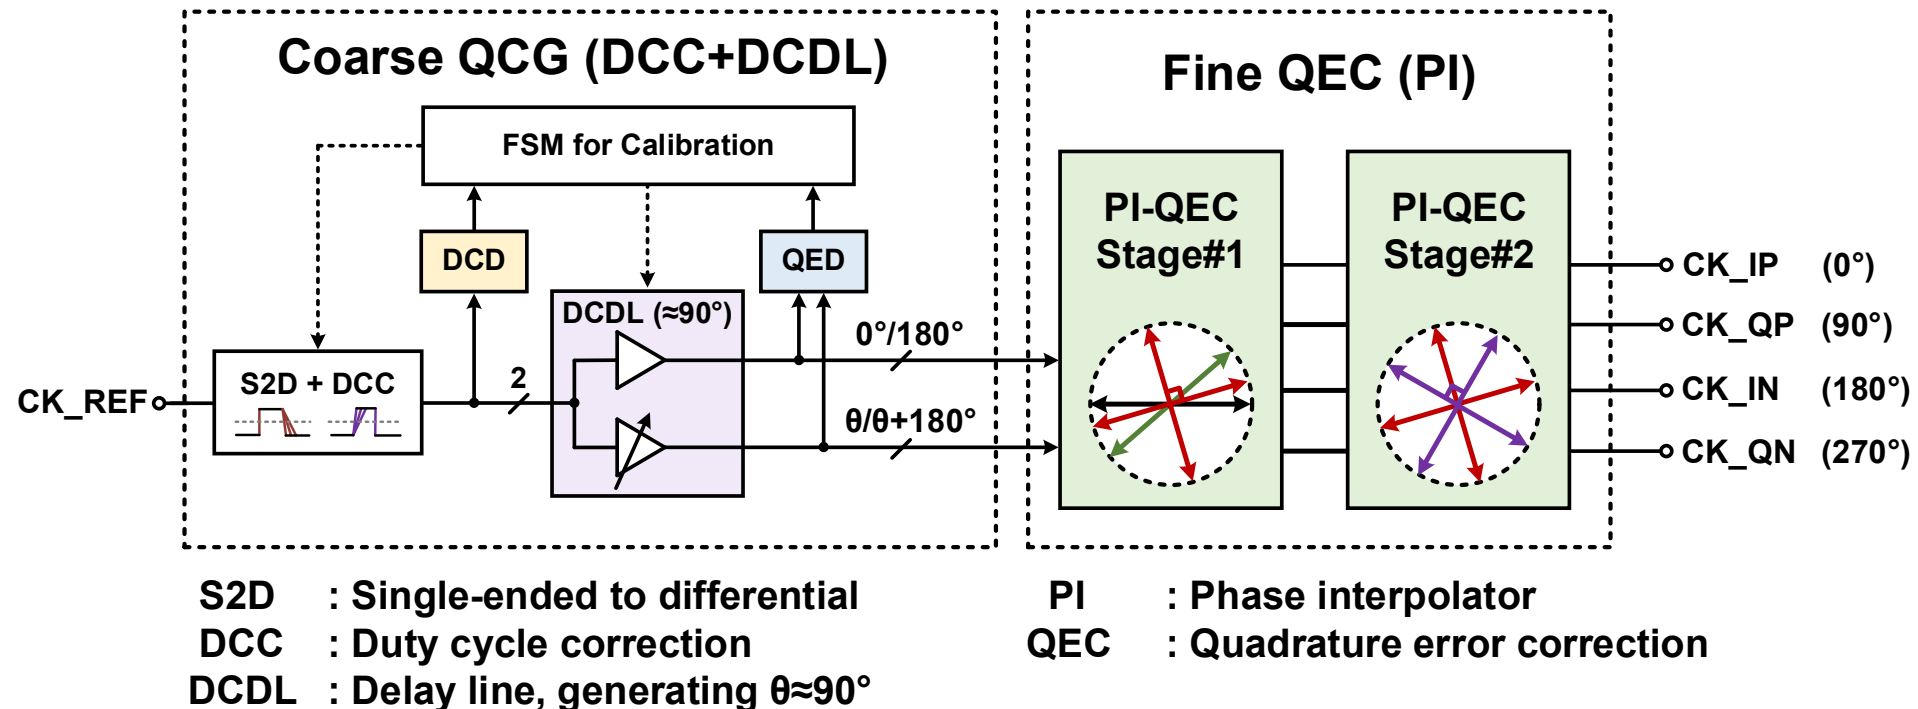 Coarse QCG (DCC+DCDL)
Fine QEC (PI)
FSM for Calibration
DCD
QED
PI-QEC
Stage#1
PI-QEC
Stage#2
DCDL (≈90°)
S2D + DCC
CK_REF
2
0°/180°
θ/θ+180°
CK_IP (0°)
CK_QP (90°)
CK_IN (180°)
CK_QN (270°)
S2D : Single-ended to differential
DCC : Duty cycle correction
DCDL : Delay line, generating θ≈90°
PI : Phase interpolator
QEC : Quadrature error correction